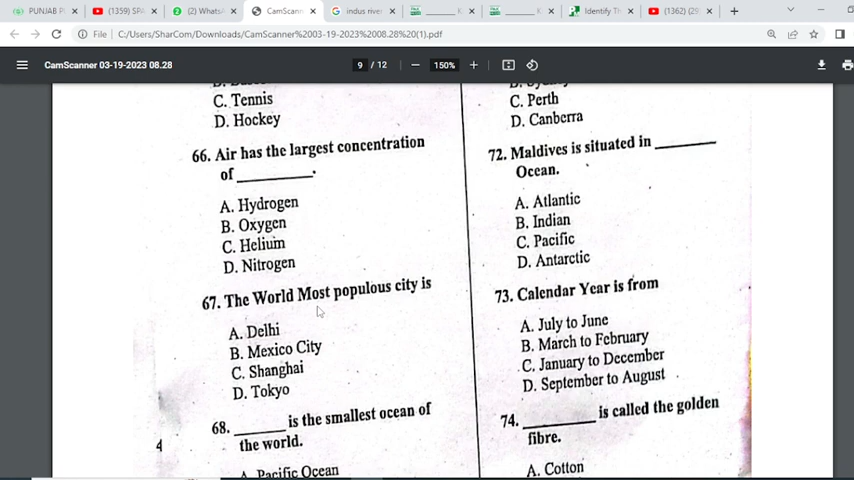 PUNJAB P
(1359) SPA
(2) Whats
CamScann
indus river
Identify Th
(1362) (29
File | C:/Users/SharCom/Downloads/CamScanner%2003-19-2023%2008.28%20(1).pdf
CamScanner 03-19-2023 08.28
9 / 12
150%
C. Tennis
D. Hockey
66. Air has the largest concentration
of ________.
A. Hydrogen
B. Oxygen
C. Helium
D. Nitrogen
67. The World Most populous city is
A. Delhi
B. Mexico City
C. Shanghai
D. Tokyo
68. ______ is the smallest ocean of
the world.
A. Pacific Ocean
4
C. Perth
D. Canberra
72. Maldives is situated in ________
Ocean.
A. Atlantic
B. Indian
C. Pacific
D. Antarctic
73. Calendar Year is from
A. July to June
B. March to February
C. January to December
D. September to August
74. ________ is called the golden
fibre.
A. Cotton